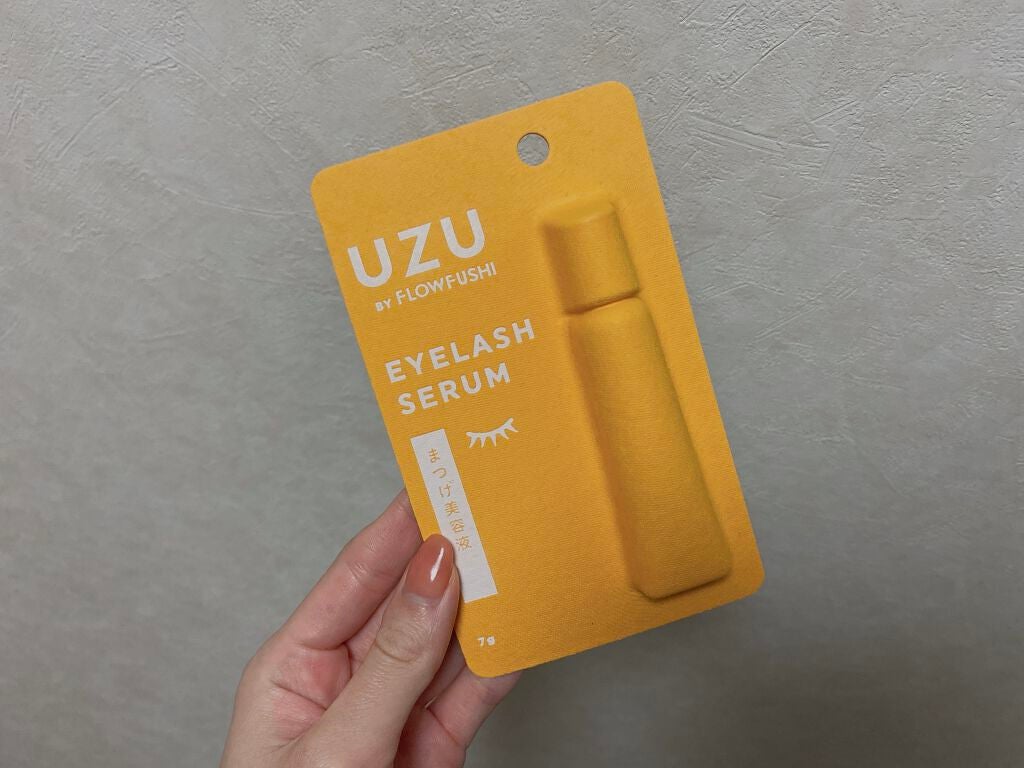 UZU
BY FLOWFUSHI
EYELASH
SERUM
まつげ美容液
7g